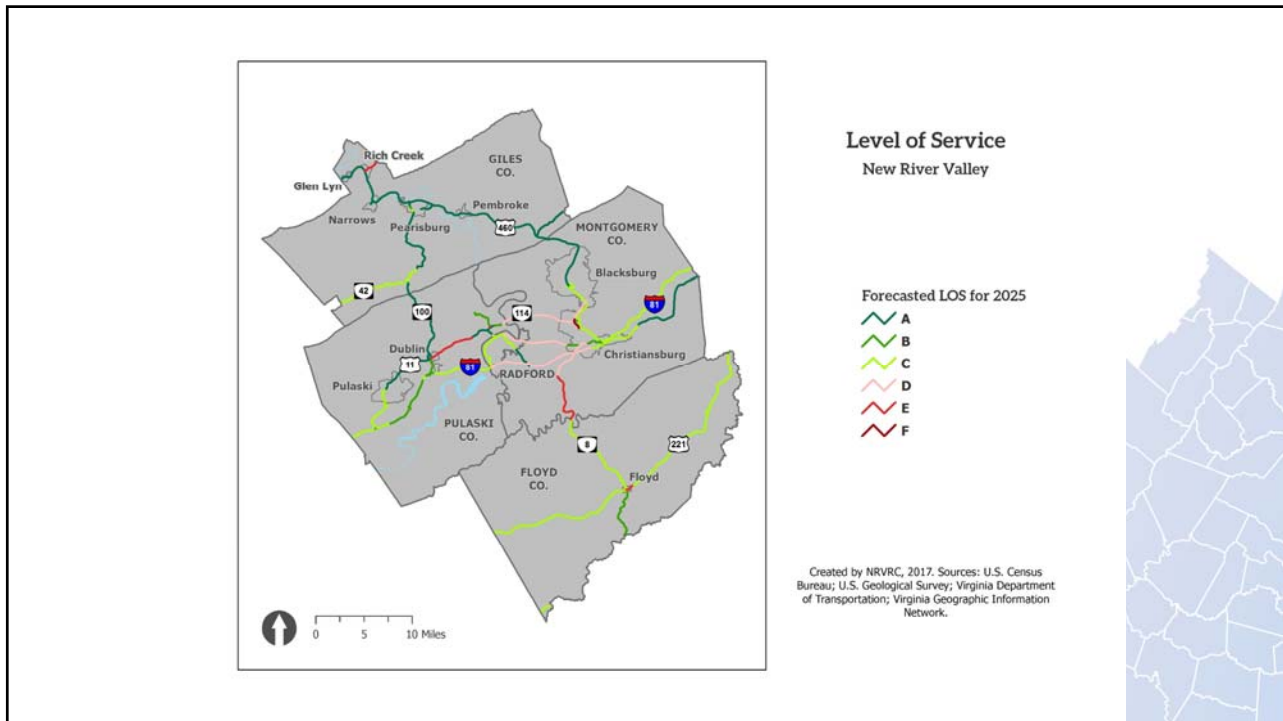 Level of Service
New River Valley
Rich Creek
GILES
CO.
Glen Lyn
Narrows
Pembroke
Pearisburg
460
MONTGOMERY
CO.
Blacksburg
42
81
100
114
Dublin
11
81
Christiansburg
RADFORD
Pulaski
PULASKI
CO.
8
221
FLOYD
CO.
Floyd
0 5 10 Miles
Forecasted LOS for 2025
A
B
C
D
E
F
Created by NRVRC, 2017. Sources: U.S. Census
Bureau; U.S. Geological Survey; Virginia Department
of Transportation; Virginia Geographic Information
Network.